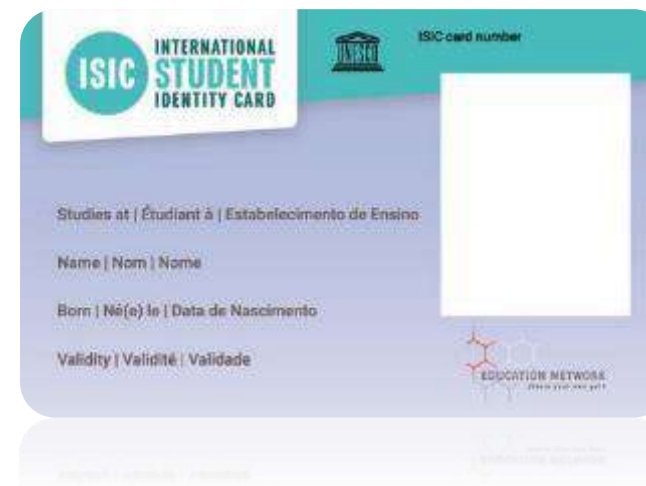 ISIC
INTERNATIONAL
STUDENT
IDENTITY CARD
UNESCO
ISIC card number
Studies at | Étudiant à | Estabelecimento de Ensino
Name | Nom | Nome
Born | Né(e) le | Data de Nascimento
Validity | Validité | Validade
EDUCATION NETWORK